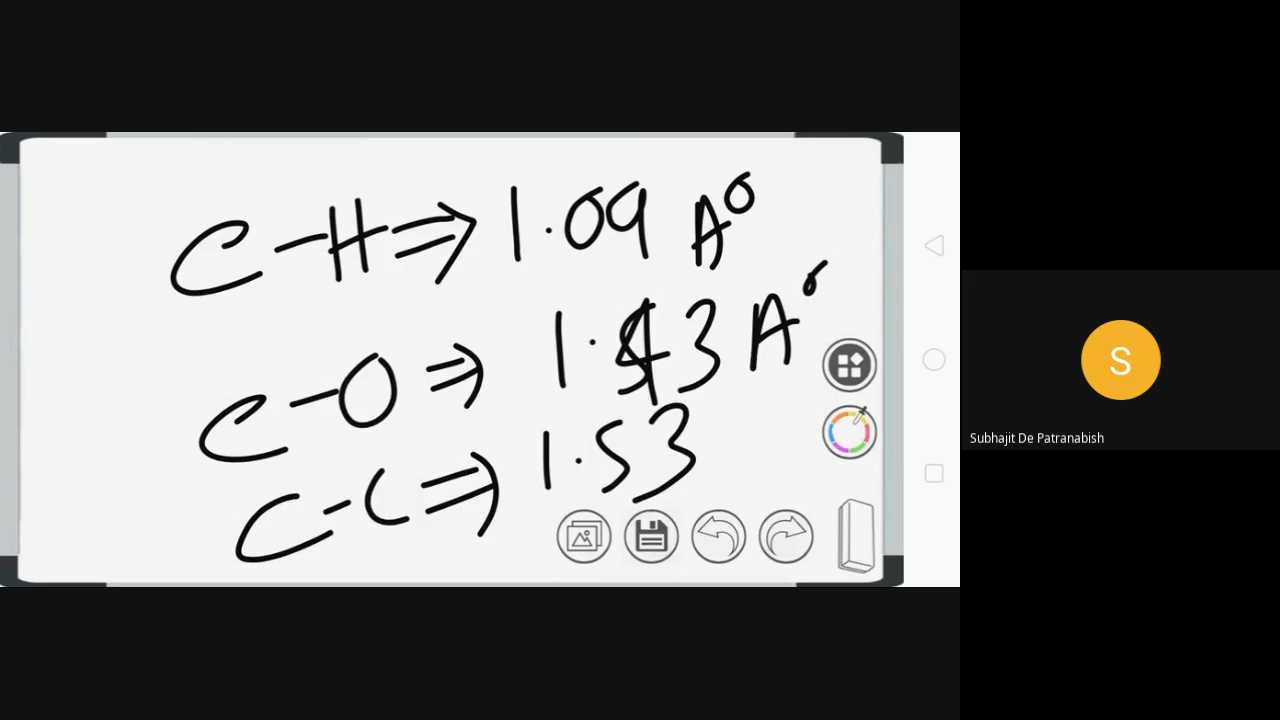 C-H⇒ 1.09 A°
C-O⇒ 1.43 A°
C-C⇒ 1.53
S
Subhajit De Patranabish